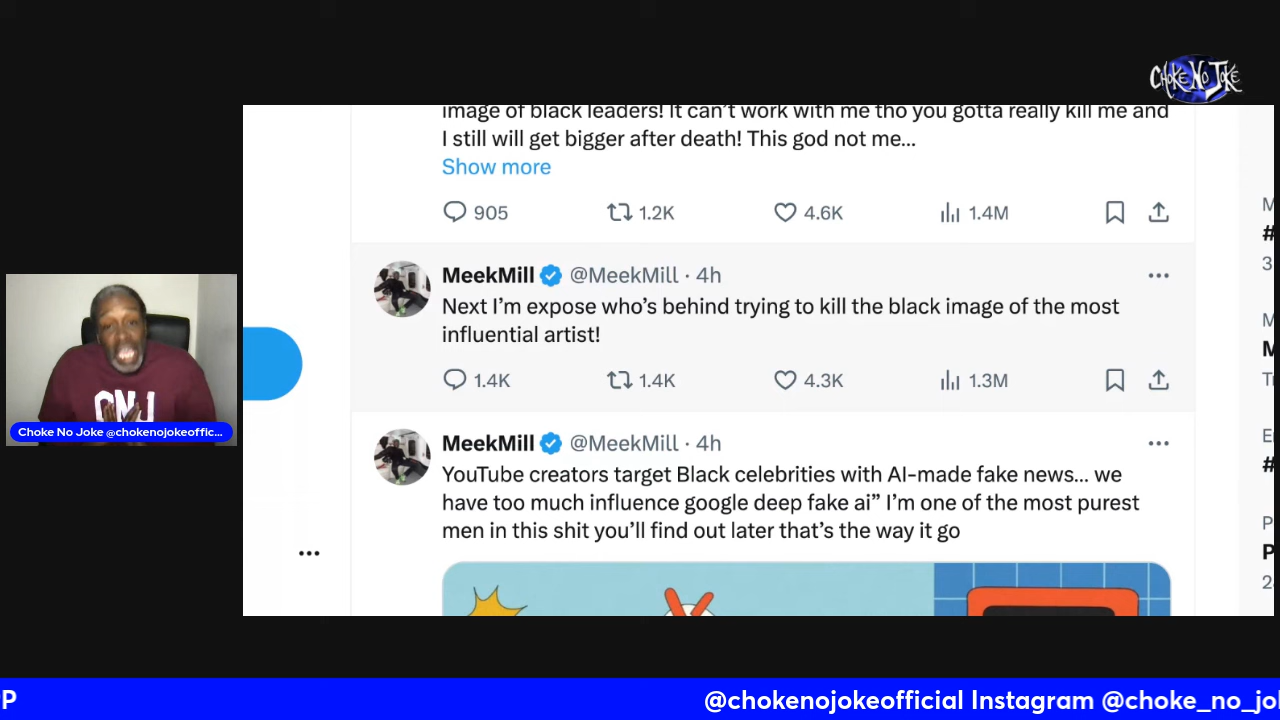 CHOKE NO JOKE
image of black leaders! It can't work with me tho you gotta really kill me and
I still will get bigger after death! This god not me...
Show more
905 1.2K 4.6K 1.4M
MeekMill @MeekMill · 4h
Next I'm expose who's behind trying to kill the black image of the most
influential artist!
1.4K 1.4K 4.3K 1.3M
MeekMill @MeekMill · 4h
YouTube creators target Black celebrities with AI-made fake news... we
have too much influence google deep fake ai” I'm one of the most purest
men in this shit you'll find out later that's the way it go
CNJ
Choke No Joke @chokenojokeoffic...
@chokenojokeofficial Instagram